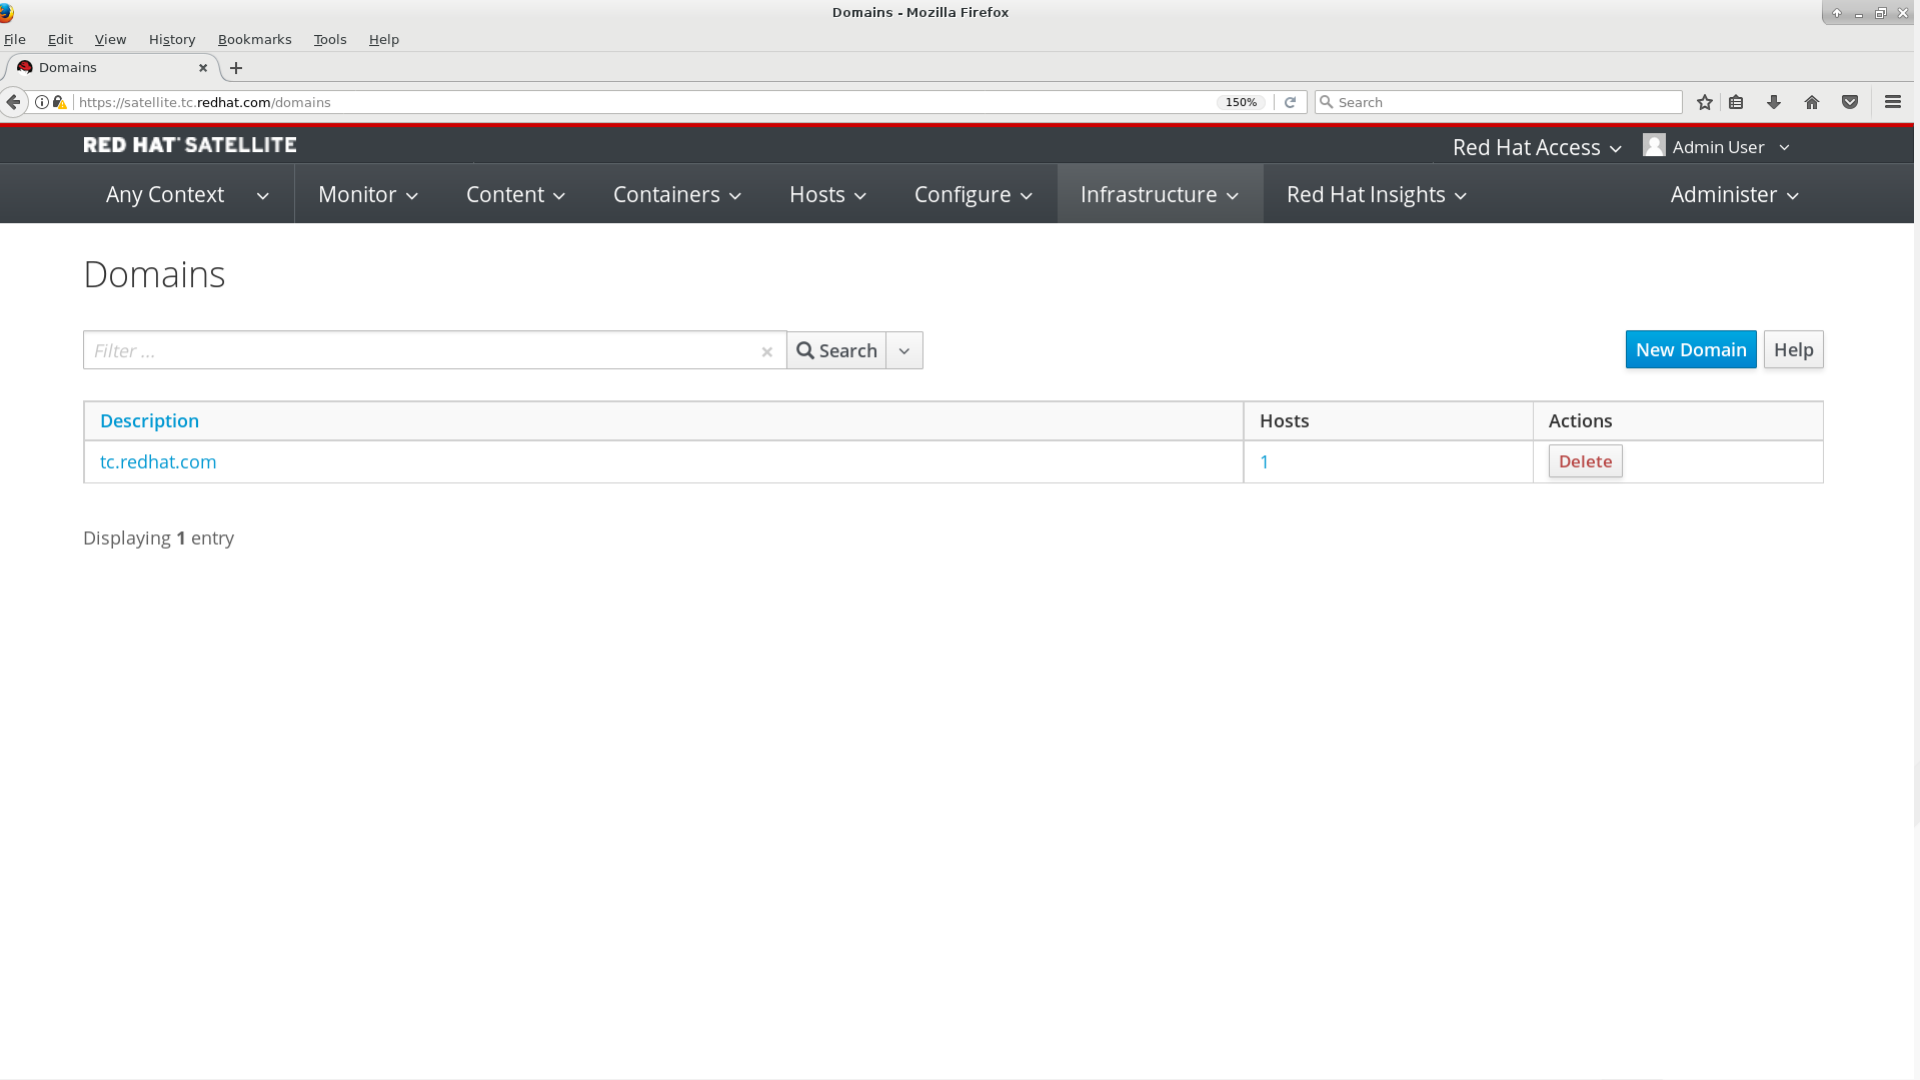 Domains - Mozilla Firefox
File Edit View History Bookmarks Tools Help
Domains
https://satellite.tc.redhat.com/domains 150% Search
RED HAT SATELLITE Red Hat Access Admin User
Any Context Monitor Content Containers Hosts Configure Infrastructure Red Hat Insights Administer
Domains
Filter ... Search New Domain Help
Description Hosts Actions
tc.redhat.com 1 Delete
Displaying 1 entry